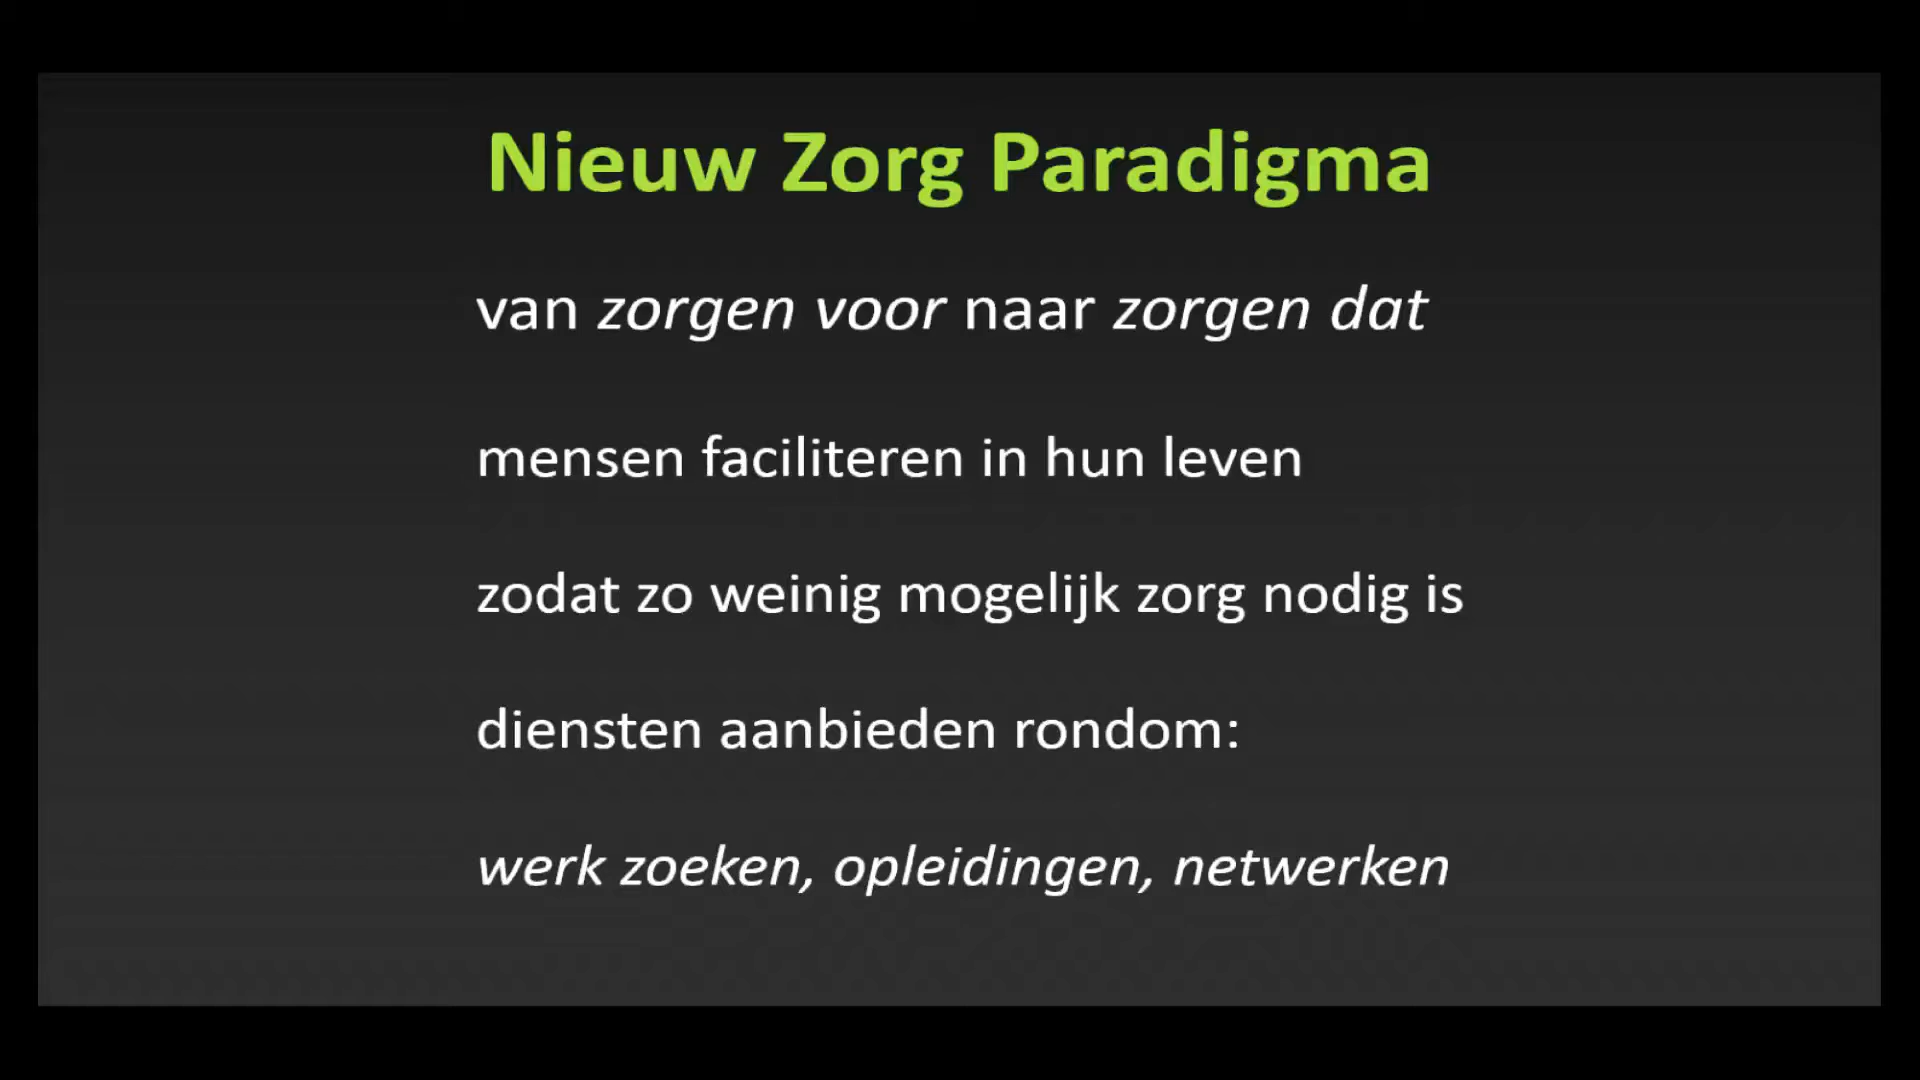 Nieuw Zorg Paradigma
van zorgen voor naar zorgen dat
mensen faciliteren in hun leven
zodat zo weinig mogelijk zorg nodig is
diensten aanbieden rondom:
werk zoeken, opleidingen, netwerken